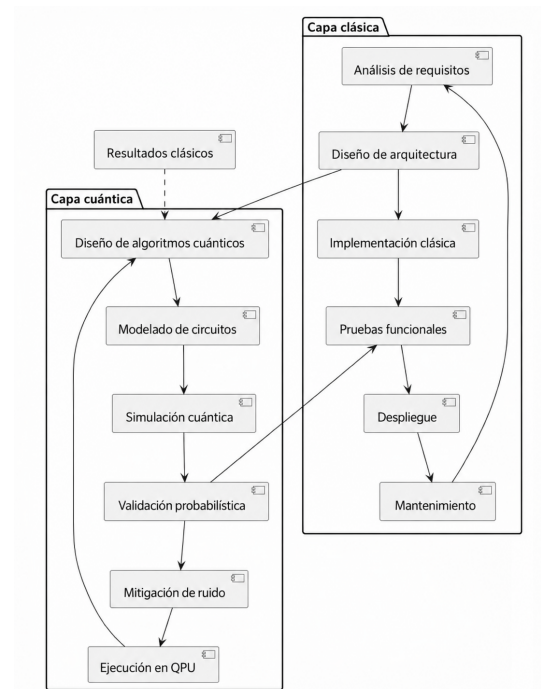 Capa clásica
Análisis de requisitos
Resultados clásicos
Diseño de arquitectura
Capa cuántica
Diseño de algoritmos cuánticos
Implementación clásica
Modelado de circuitos
Pruebas funcionales
Simulación cuántica
Despliegue
Validación probabilística
Mantenimiento
Mitigación de ruido
Ejecución en QPU